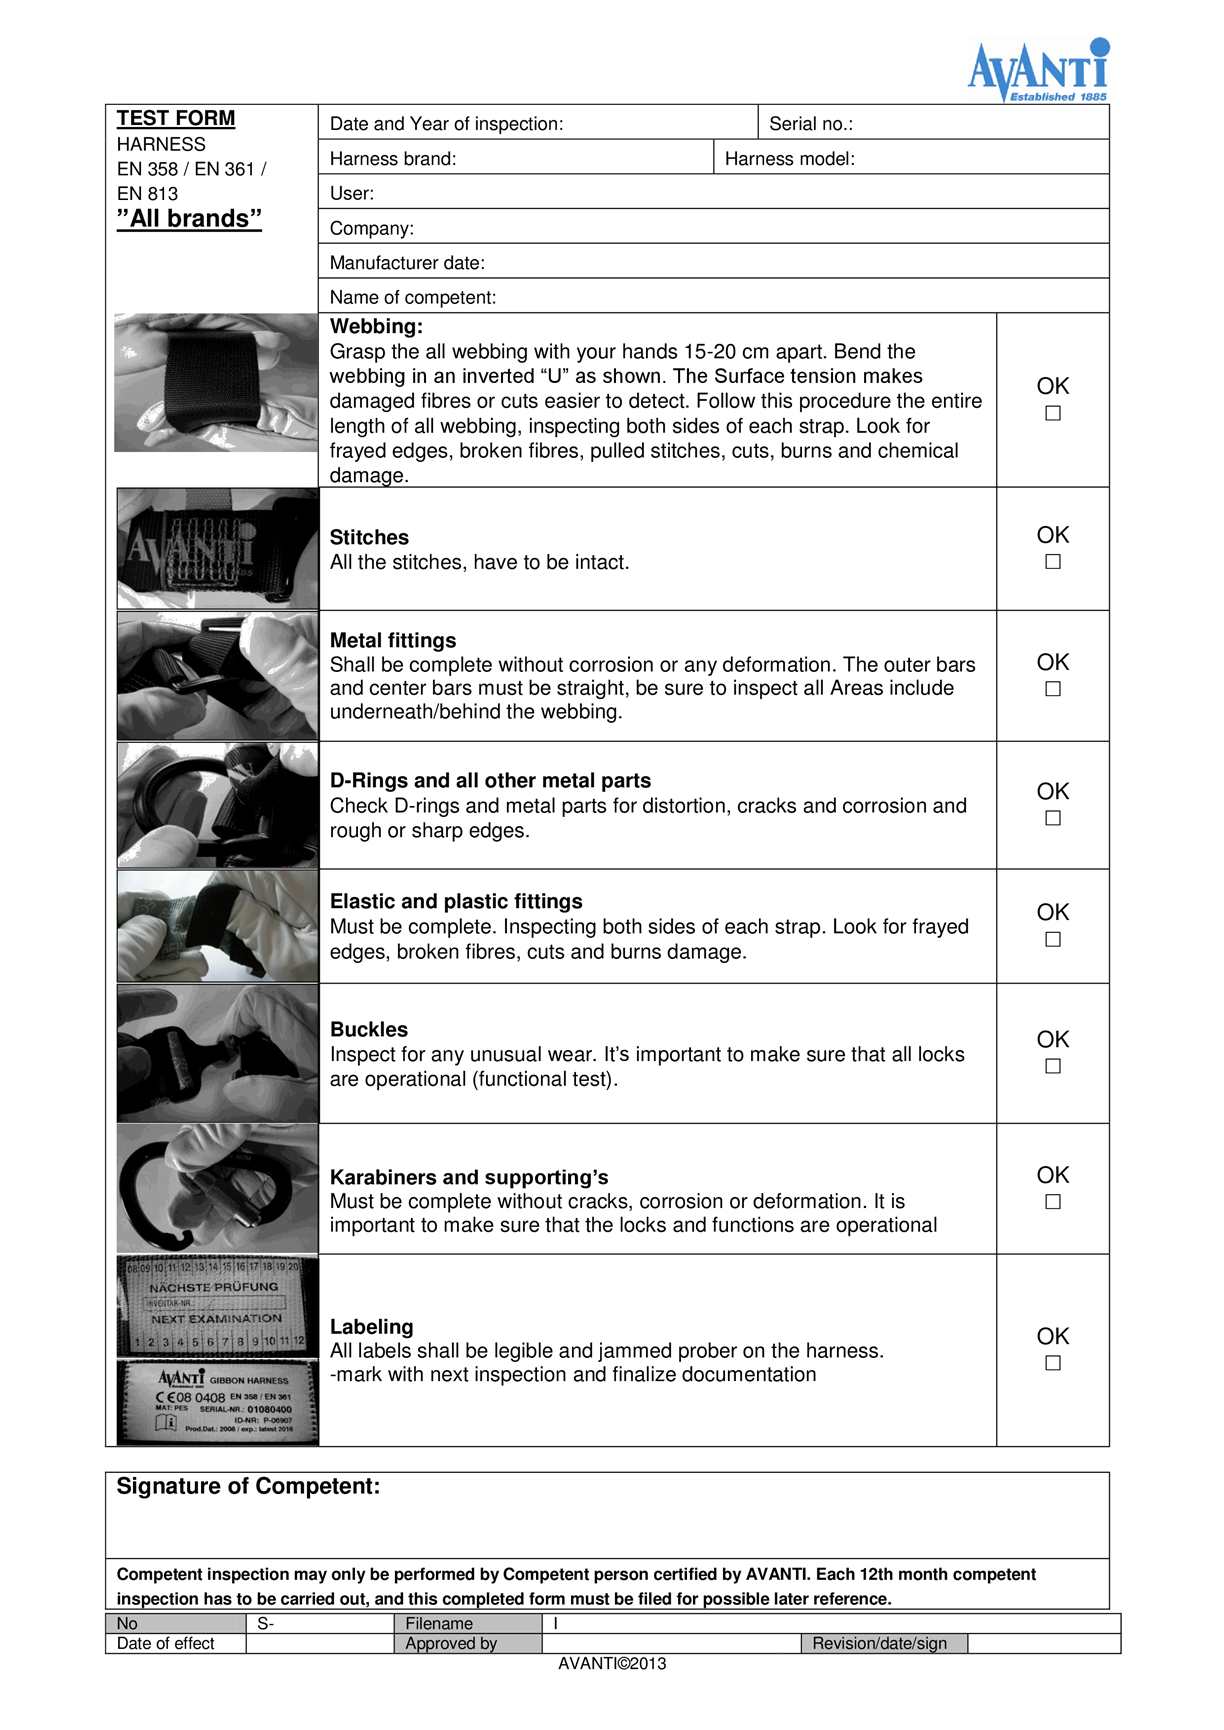 AVANTI
Established 1885
TEST FORM
HARNESS
EN 358 / EN 361 /
EN 813
”All brands”
Date and Year of inspection:
Serial no.:
Harness brand:
Harness model:
User:
Company:
Manufacturer date:
Name of competent:
Webbing:
Grasp the all webbing with your hands 15-20 cm apart. Bend the
webbing in an inverted “U” as shown. The Surface tension makes
damaged fibres or cuts easier to detect. Follow this procedure the entire
length of all webbing, inspecting both sides of each strap. Look for
frayed edges, broken fibres, pulled stitches, cuts, burns and chemical
damage.
OK
☐
AVANTI
Stitches
All the stitches, have to be intact.
OK
☐
Metal fittings
Shall be complete without corrosion or any deformation. The outer bars
and center bars must be straight, be sure to inspect all Areas include
underneath/behind the webbing.
OK
☐
D-Rings and all other metal parts
Check D-rings and metal parts for distortion, cracks and corrosion and
rough or sharp edges.
OK
☐
Elastic and plastic fittings
Must be complete. Inspecting both sides of each strap. Look for frayed
edges, broken fibres, cuts and burns damage.
OK
☐
Buckles
Inspect for any unusual wear. It’s important to make sure that all locks
are operational (functional test).
OK
☐
Karabiners and supporting’s
Must be complete without cracks, corrosion or deformation. It is
important to make sure that the locks and functions are operational
OK
☐
08 09 10 11 12 13 14 15 16 17 18 19 20
NÄCHSTE PRÜFUNG
INVENTAR-NR.:
NEXT EXAMINATION
1 2 3 4 5 6 7 8 9 10 11 12
AVANTI GIBBON HARNESS
Established 1885
CE 08 0408 EN 358 / EN 361
MAT: PES SERIAL-NR.: 01080400
ID-NR: P-06907
Prod.Dat.: 2008 / exp.: latest 2016
Labeling
All labels shall be legible and jammed prober on the harness.
-mark with next inspection and finalize documentation
OK
☐
Signature of Competent:
Competent inspection may only be performed by Competent person certified by AVANTI. Each 12th month competent
inspection has to be carried out, and this completed form must be filed for possible later reference.
No S- Filename I
Date of effect Approved by Revision/date/sign
AVANTI©2013